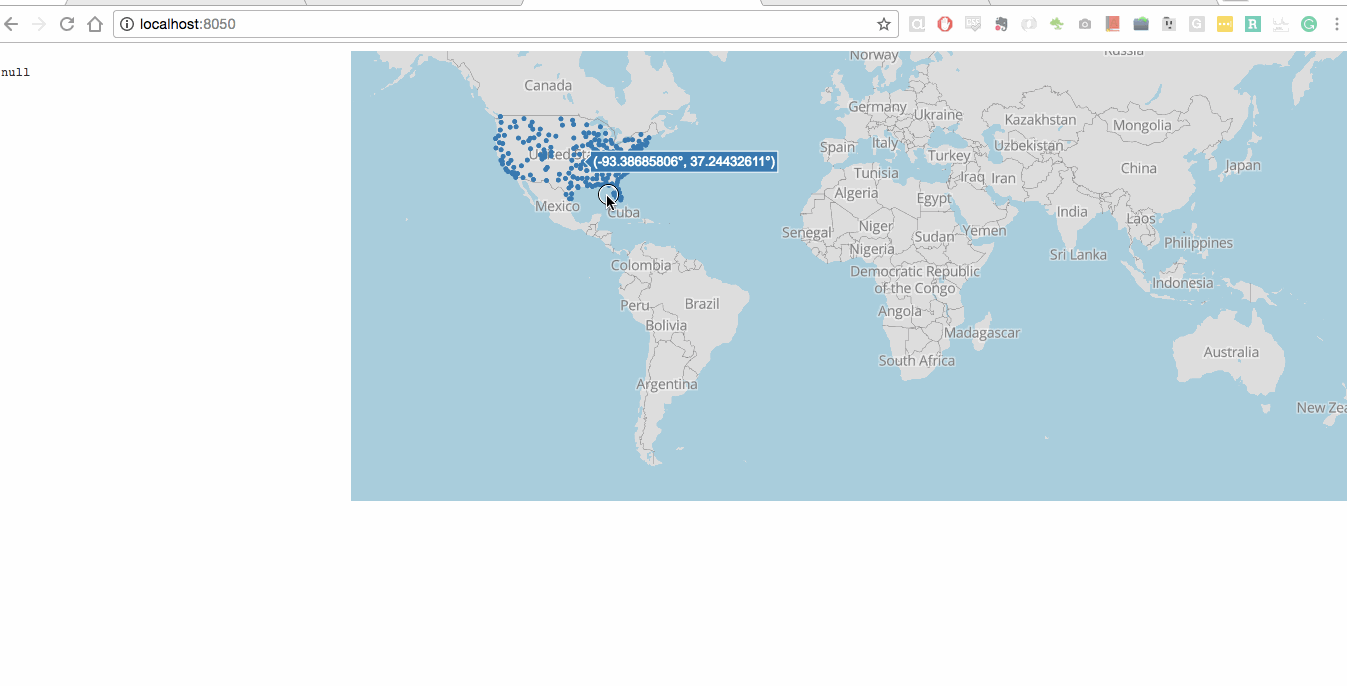 localhost:8050
null
Norway
Russia
Canada
Germany
Ukraine
Kazakhstan
Mongolia
Spain
Italy
Uzbekistan
Turkey
China
Japan
(-93.38685806°, 37.24432611°)
Tunisia
Iraq
Iran
Algeria
Egypt
Mexico
Cuba
India
Laos
Senegal
Niger
Sudan
Yemen
Philippines
Nigeria
Sri Lanka
Colombia
Democratic Republic
of the Congo
Indonesia
Peru
Brazil
Angola
Bolivia
Madagascar
South Africa
Australia
Argentina
New Zea